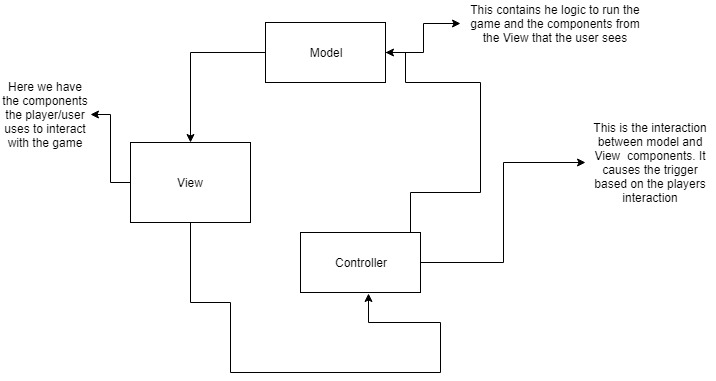 This contains he logic to run the
game and the components from
the View that the user sees
Model
Here we have
the components
the player/user
uses to interact
with the game
This is the interaction
between model and
View  components. It
causes the trigger
based on the players
interaction
View
Controller